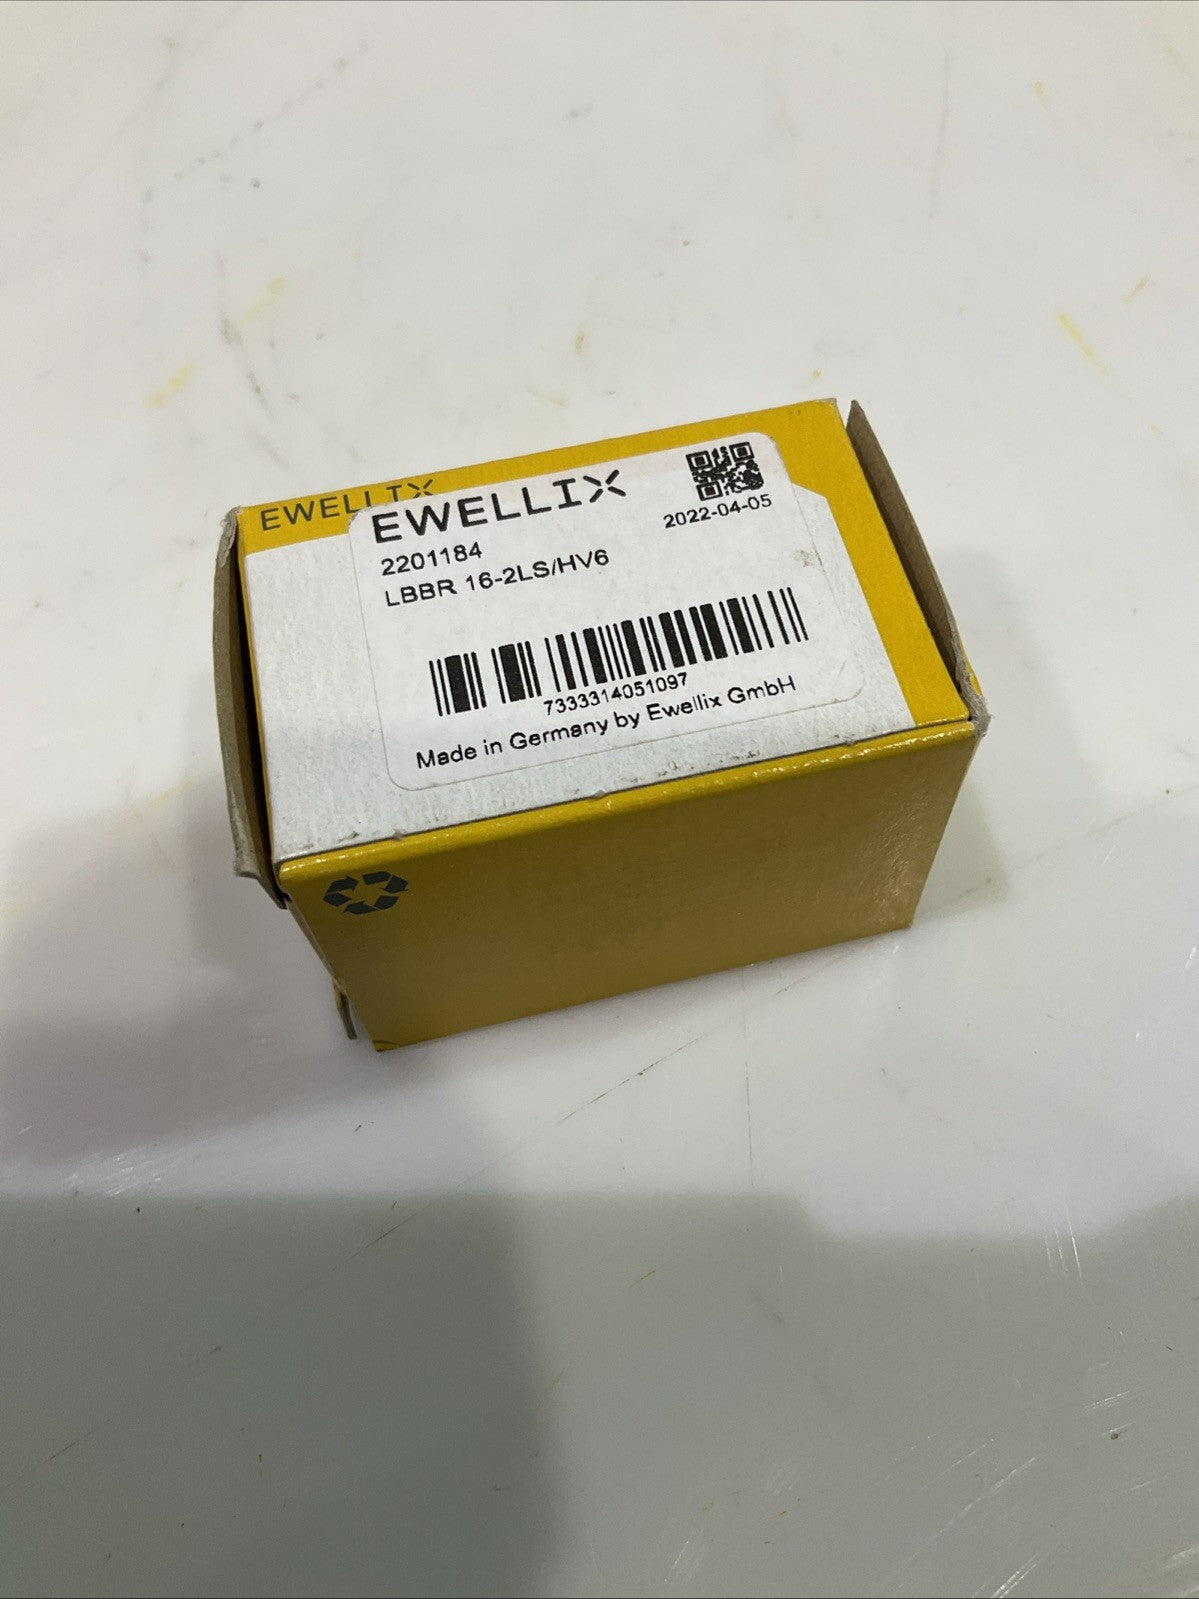 EWELLIX
EWELLIX
2022-04-05
2201184
LBBR 16-2LS/HV6
7333314051097
Made in Germany by Ewellix GmbH